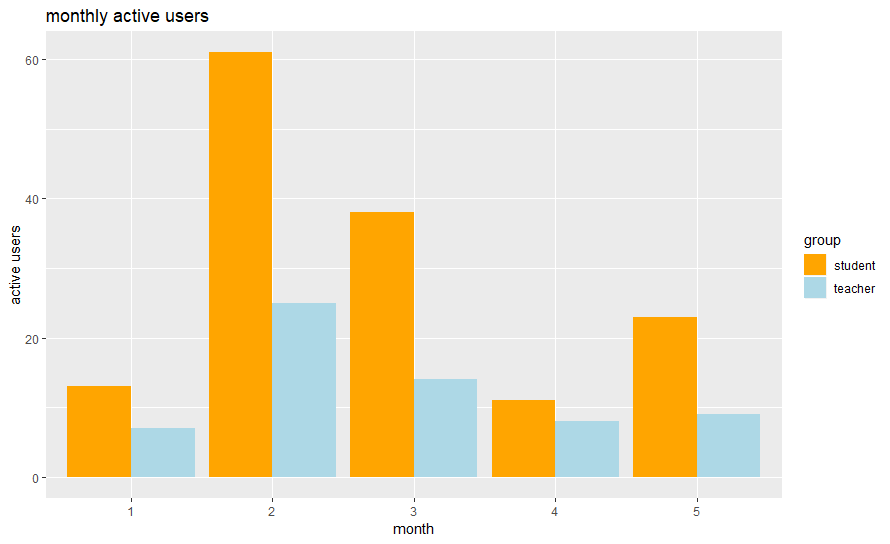 monthly active users
active users
60
40
20
0
1 2 3 4 5
month
group
student
teacher